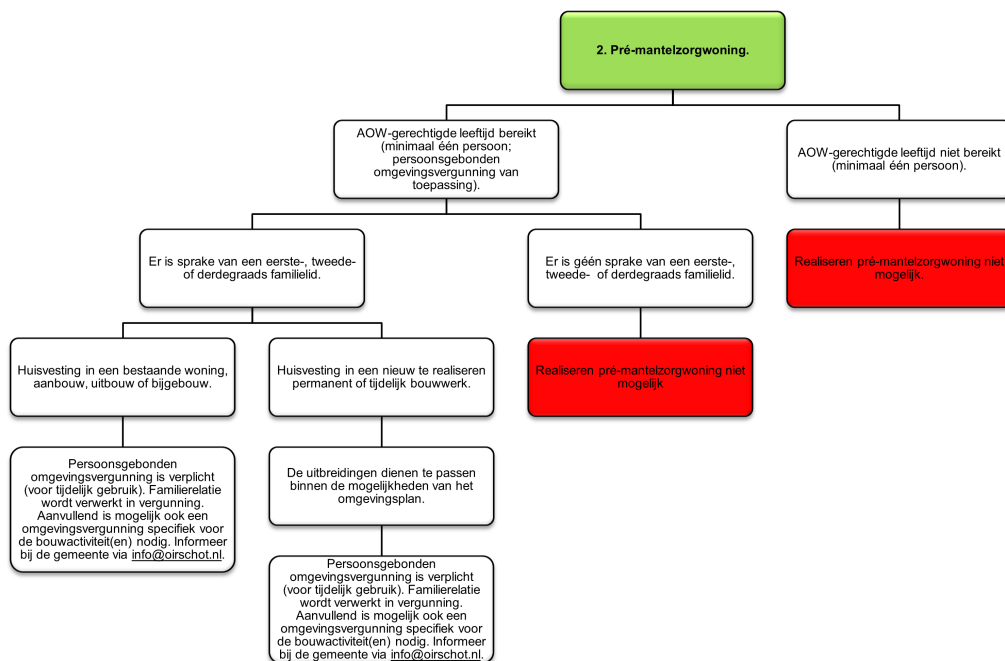 2. Pré-mantelzorgwoning.
AOW-gerechtigde leeftijd bereikt
(minimaal één persoon;
persoonsgebonden
omgevingsvergunning van
toepassing).
AOW-gerechtigde leeftijd niet bereikt
(minimaal één persoon).
Er is sprake van een eerste-, tweede-
of derdegraads familielid.
Er is géén sprake van een eerste-,
tweede- of derdegraads familielid.
Realiseren pré-mantelzorgwoning niet
mogelijk.
Huisvesting in een bestaande woning,
aanbouw, uitbouw of bijgebouw.
Huisvesting in een nieuw te realiseren
permanent of tijdelijk bouwwerk.
Realiseren pré-mantelzorgwoning niet
mogelijk
Persoonsgebonden
omgevingsvergunning is verplicht
(voor tijdelijk gebruik). Familierelatie
wordt verwerkt in vergunning.
Aanvullend is mogelijk ook een
omgevingsvergunning specifiek voor
de bouwactiviteit(en) nodig. Informeer
bij de gemeente via info@oirschot.nl.
De uitbreidingen dienen te passen
binnen de mogelijkheden van het
omgevingsplan.
Persoonsgebonden
omgevingsvergunning is verplicht
(voor tijdelijk gebruik). Familierelatie
wordt verwerkt in vergunning.
Aanvullend is mogelijk ook een
omgevingsvergunning specifiek voor
de bouwactiviteit(en) nodig. Informeer
bij de gemeente via info@oirschot.nl.